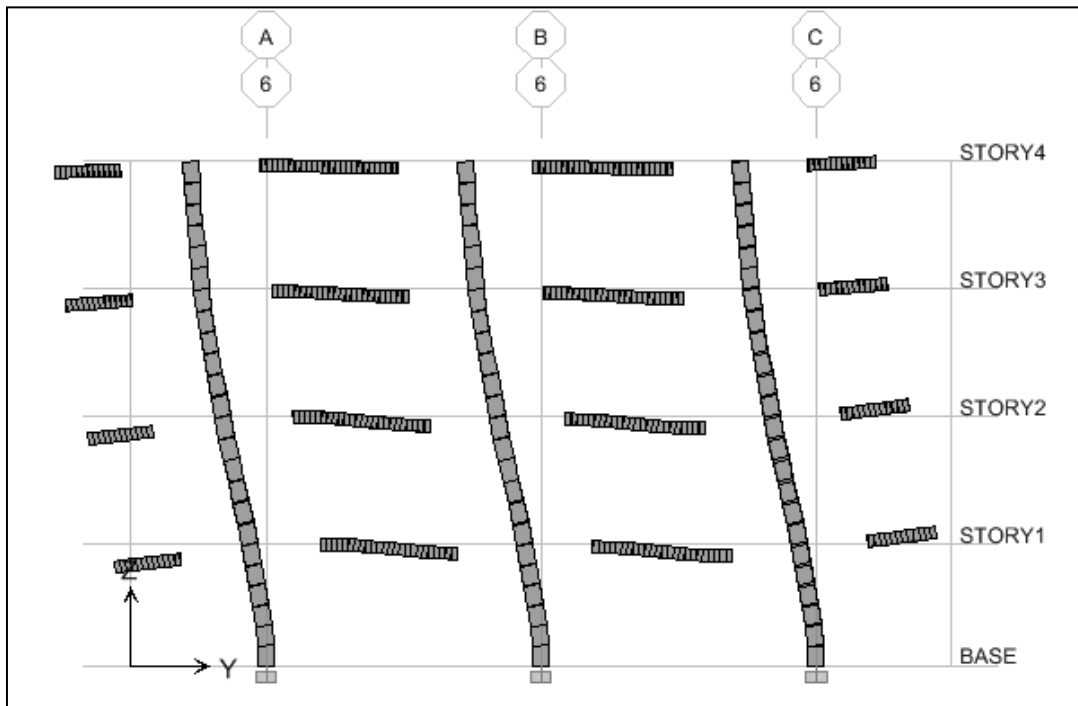 A B C
6 6 6
STORY4
STORY3
STORY2
STORY1
Z
Y
BASE